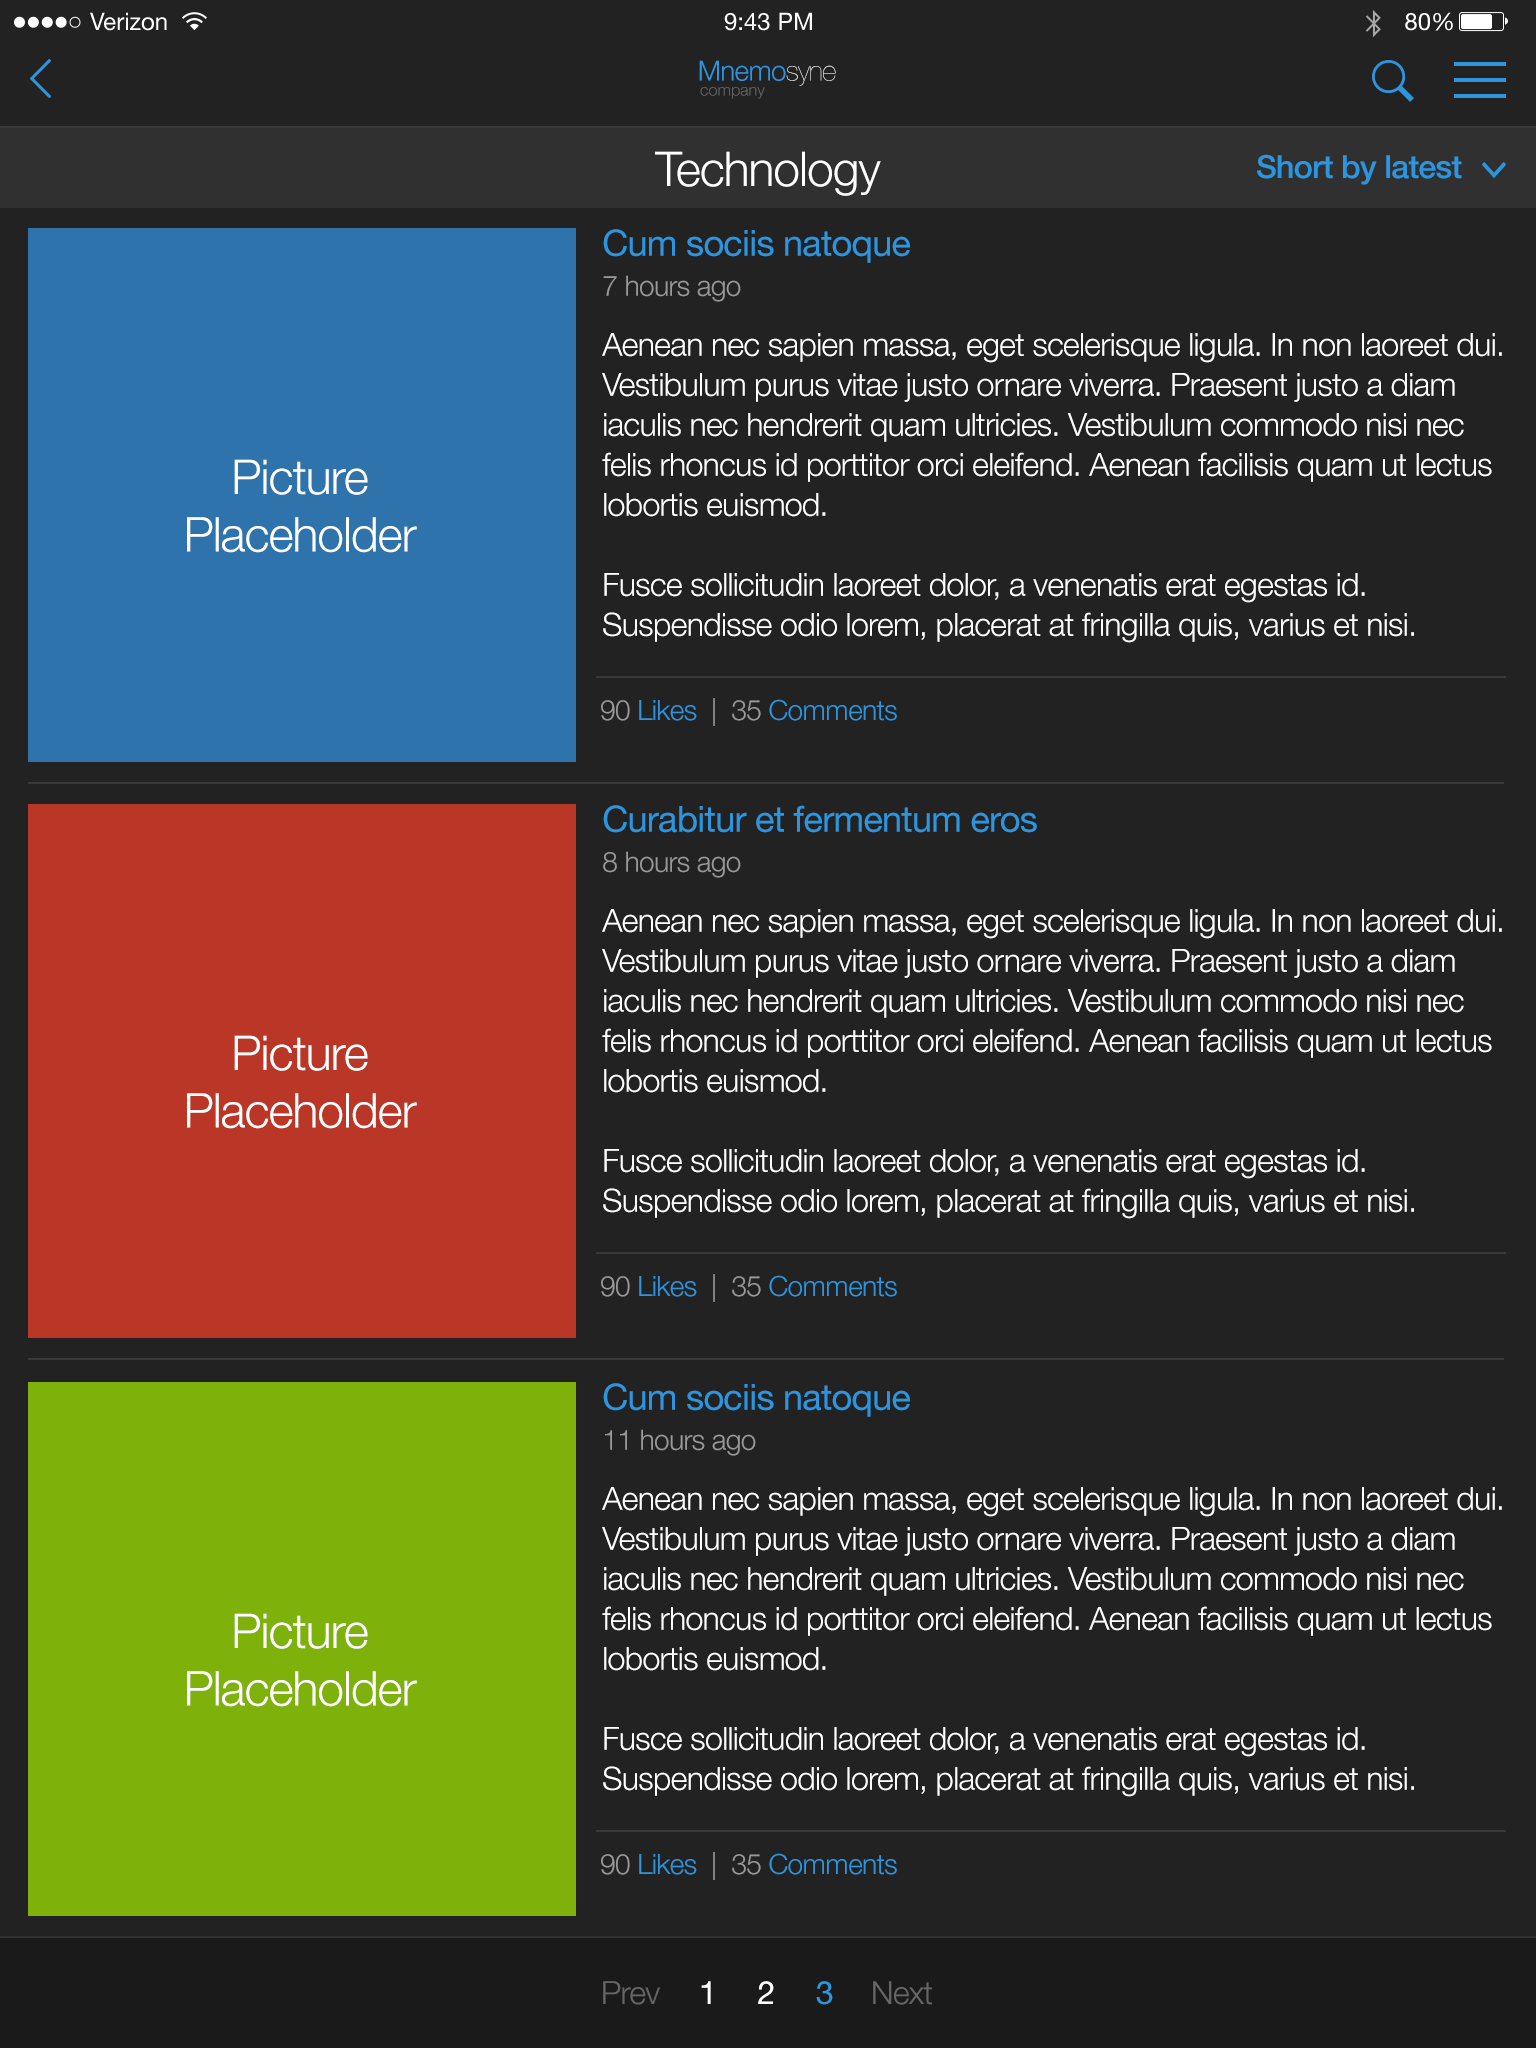 Verizon
9:43 PM
80%
Mnemosyne
company
Technology
Short by latest
Picture
Placeholder
Cum sociis natoque
7 hours ago
Aenean nec sapien massa, eget scelerisque ligula. In non laoreet dui.
Vestibulum purus vitae justo ornare viverra. Praesent justo a diam
iaculis nec hendrerit quam ultricies. Vestibulum commodo nisi nec
felis rhoncus id porttitor orci eleifend. Aenean facilisis quam ut lectus
lobortis euismod.
Fusce sollicitudin laoreet dolor, a venenatis erat egestas id.
Suspendisse odio lorem, placerat at fringilla quis, varius et nisi.
90 Likes | 35 Comments
Picture
Placeholder
Curabitur et fermentum eros
8 hours ago
Aenean nec sapien massa, eget scelerisque ligula. In non laoreet dui.
Vestibulum purus vitae justo ornare viverra. Praesent justo a diam
iaculis nec hendrerit quam ultricies. Vestibulum commodo nisi nec
felis rhoncus id porttitor orci eleifend. Aenean facilisis quam ut lectus
lobortis euismod.
Fusce sollicitudin laoreet dolor, a venenatis erat egestas id.
Suspendisse odio lorem, placerat at fringilla quis, varius et nisi.
90 Likes | 35 Comments
Picture
Placeholder
Cum sociis natoque
11 hours ago
Aenean nec sapien massa, eget scelerisque ligula. In non laoreet dui.
Vestibulum purus vitae justo ornare viverra. Praesent justo a diam
iaculis nec hendrerit quam ultricies. Vestibulum commodo nisi nec
felis rhoncus id porttitor orci eleifend. Aenean facilisis quam ut lectus
lobortis euismod.
Fusce sollicitudin laoreet dolor, a venenatis erat egestas id.
Suspendisse odio lorem, placerat at fringilla quis, varius et nisi.
90 Likes | 35 Comments
Prev 1 2 3 Next